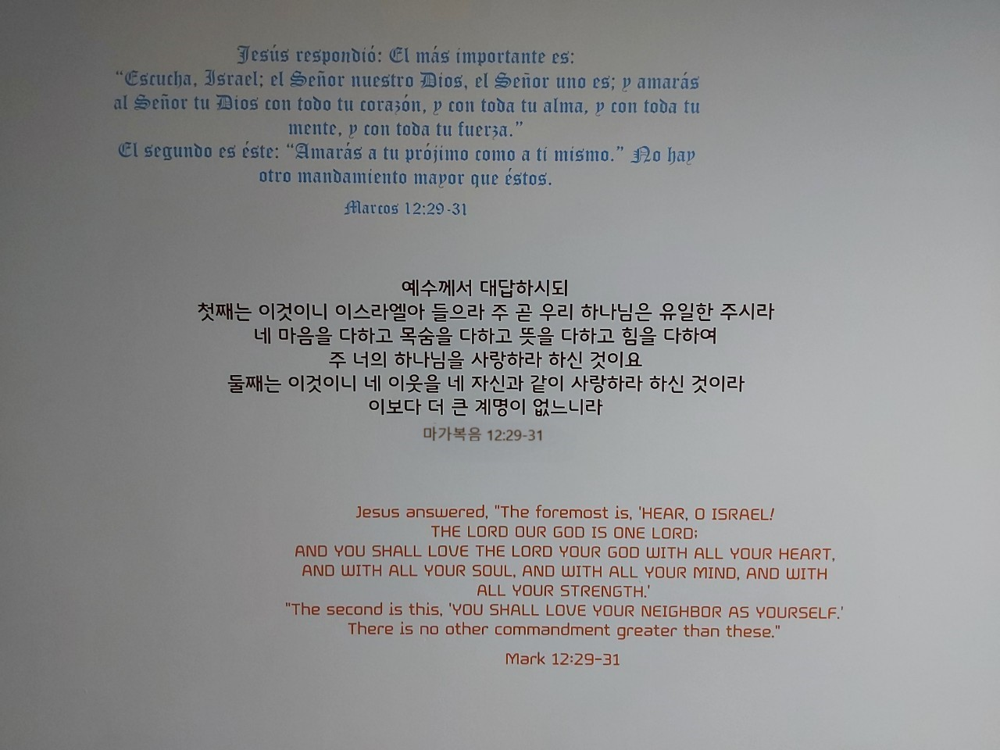 Jesús respondió: El más importante es:
“Escucha, Israel; el Señor nuestro Dios, el Señor uno es; y amarás
al Señor tu Dios con todo tu corazón, y con toda tu alma, y con toda tu
mente, y con toda tu fuerza.”
El segundo es éste: “Amarás a tu prójimo como a ti mismo.” No hay
otro mandamiento mayor que éstos.
Marcos 12:29-31
예수께서 대답하시되
첫째는 이것이니 이스라엘아 들으라 주 곧 우리 하나님은 유일한 주시라
네 마음을 다하고 목숨을 다하고 뜻을 다하고 힘을 다하여
주 너의 하나님을 사랑하라 하신 것이요
둘째는 이것이니 네 이웃을 네 자신과 같이 사랑하라 하신 것이라
이보다 더 큰 계명이 없느니라
마가복음 12:29-31
Jesus answered, "The foremost is, 'HEAR, O ISRAEL!
THE LORD OUR GOD IS ONE LORD;
AND YOU SHALL LOVE THE LORD YOUR GOD WITH ALL YOUR HEART,
AND WITH ALL YOUR SOUL, AND WITH ALL YOUR MIND, AND WITH
ALL YOUR STRENGTH.'
"The second is this, 'YOU SHALL LOVE YOUR NEIGHBOR AS YOURSELF.'
There is no other commandment greater than these."
Mark 12:29-31